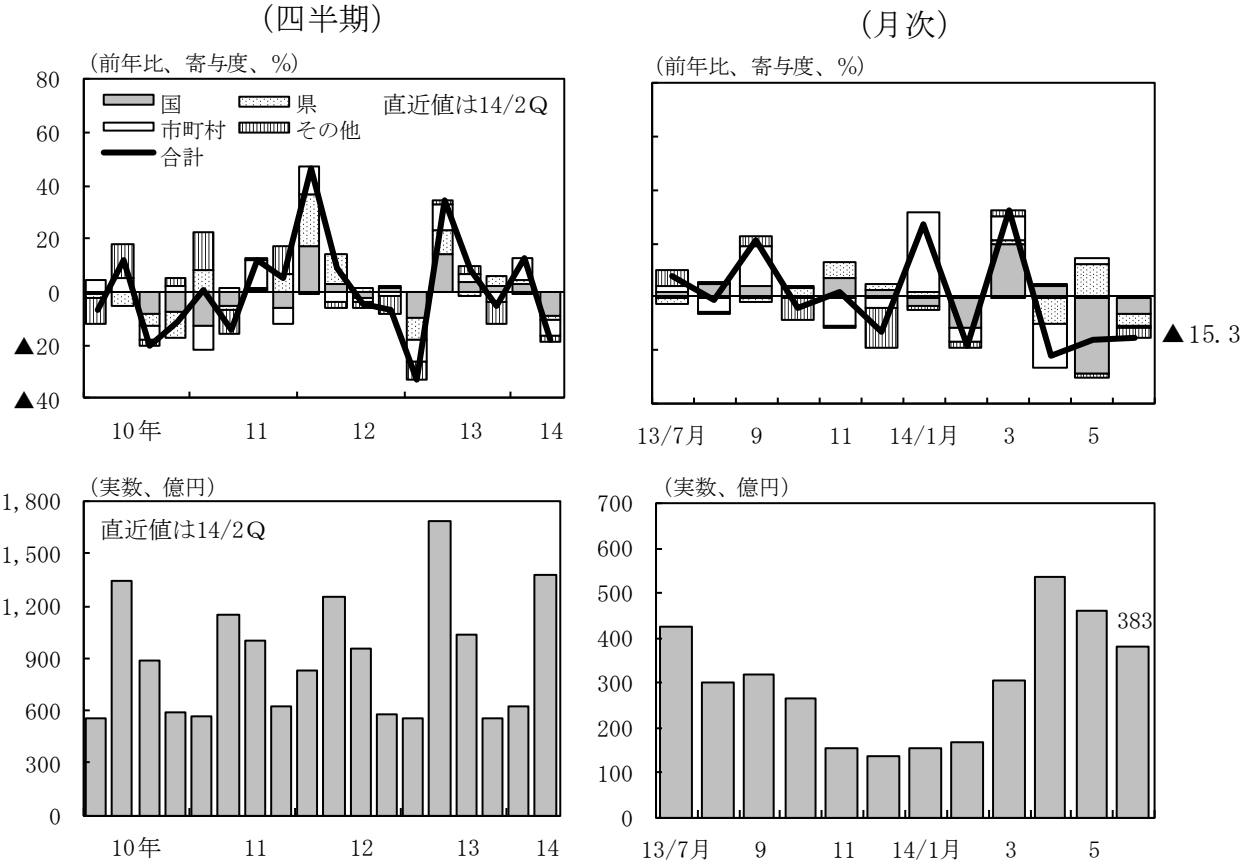 (四半期)
(前年比、寄与度、%)
80
60
40
20
0
▲20
▲40
国
県
市町村
その他
合計
直近値は14/2Q
10年 11 12 13 14
(月次)
(前年比、寄与度、%)
▲15.3
13/7月 9 11 14/1月 3 5
(実数、億円)
1,800
1,500
1,200
900
600
300
0
直近値は14/2Q
10年 11 12 13 14
(実数、億円)
700
600
500
400
300
200
100
0
383
13/7月 9 11 14/1月 3 5